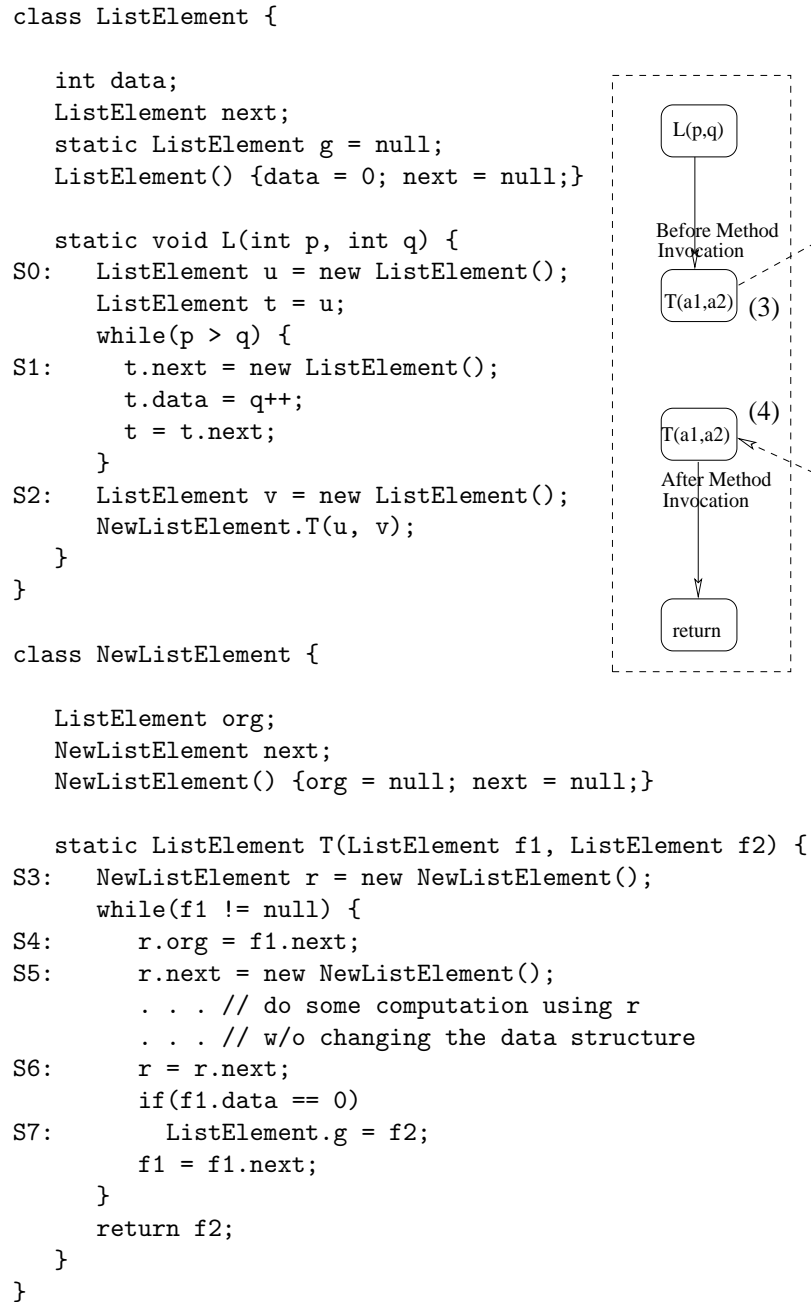 class ListElement {
int data;
ListElement next;
static ListElement g = null;
ListElement() {data = 0; next = null;}
static void L(int p, int q) {
S0: ListElement u = new ListElement();
ListElement t = u;
while(p > q) {
S1: t.next = new ListElement();
t.data = q++;
t = t.next;
}
S2: ListElement v = new ListElement();
NewListElement.T(u, v);
}
}
class NewListElement {
ListElement org;
NewListElement next;
NewListElement() {org = null; next = null;}
static ListElement T(ListElement f1, ListElement f2) {
S3: NewListElement r = new NewListElement();
while(f1 != null) {
S4: r.org = f1.next;
S5: r.next = new NewListElement();
. . . // do some computation using r
. . . // w/o changing the data structure
S6: r = r.next;
if(f1.data == 0)
S7: ListElement.g = f2;
f1 = f1.next;
}
return f2;
}
}
L(p,q)
Before Method
Invocation
T(a1,a2) (3)
(4)
T(a1,a2)
After Method
Invocation
return